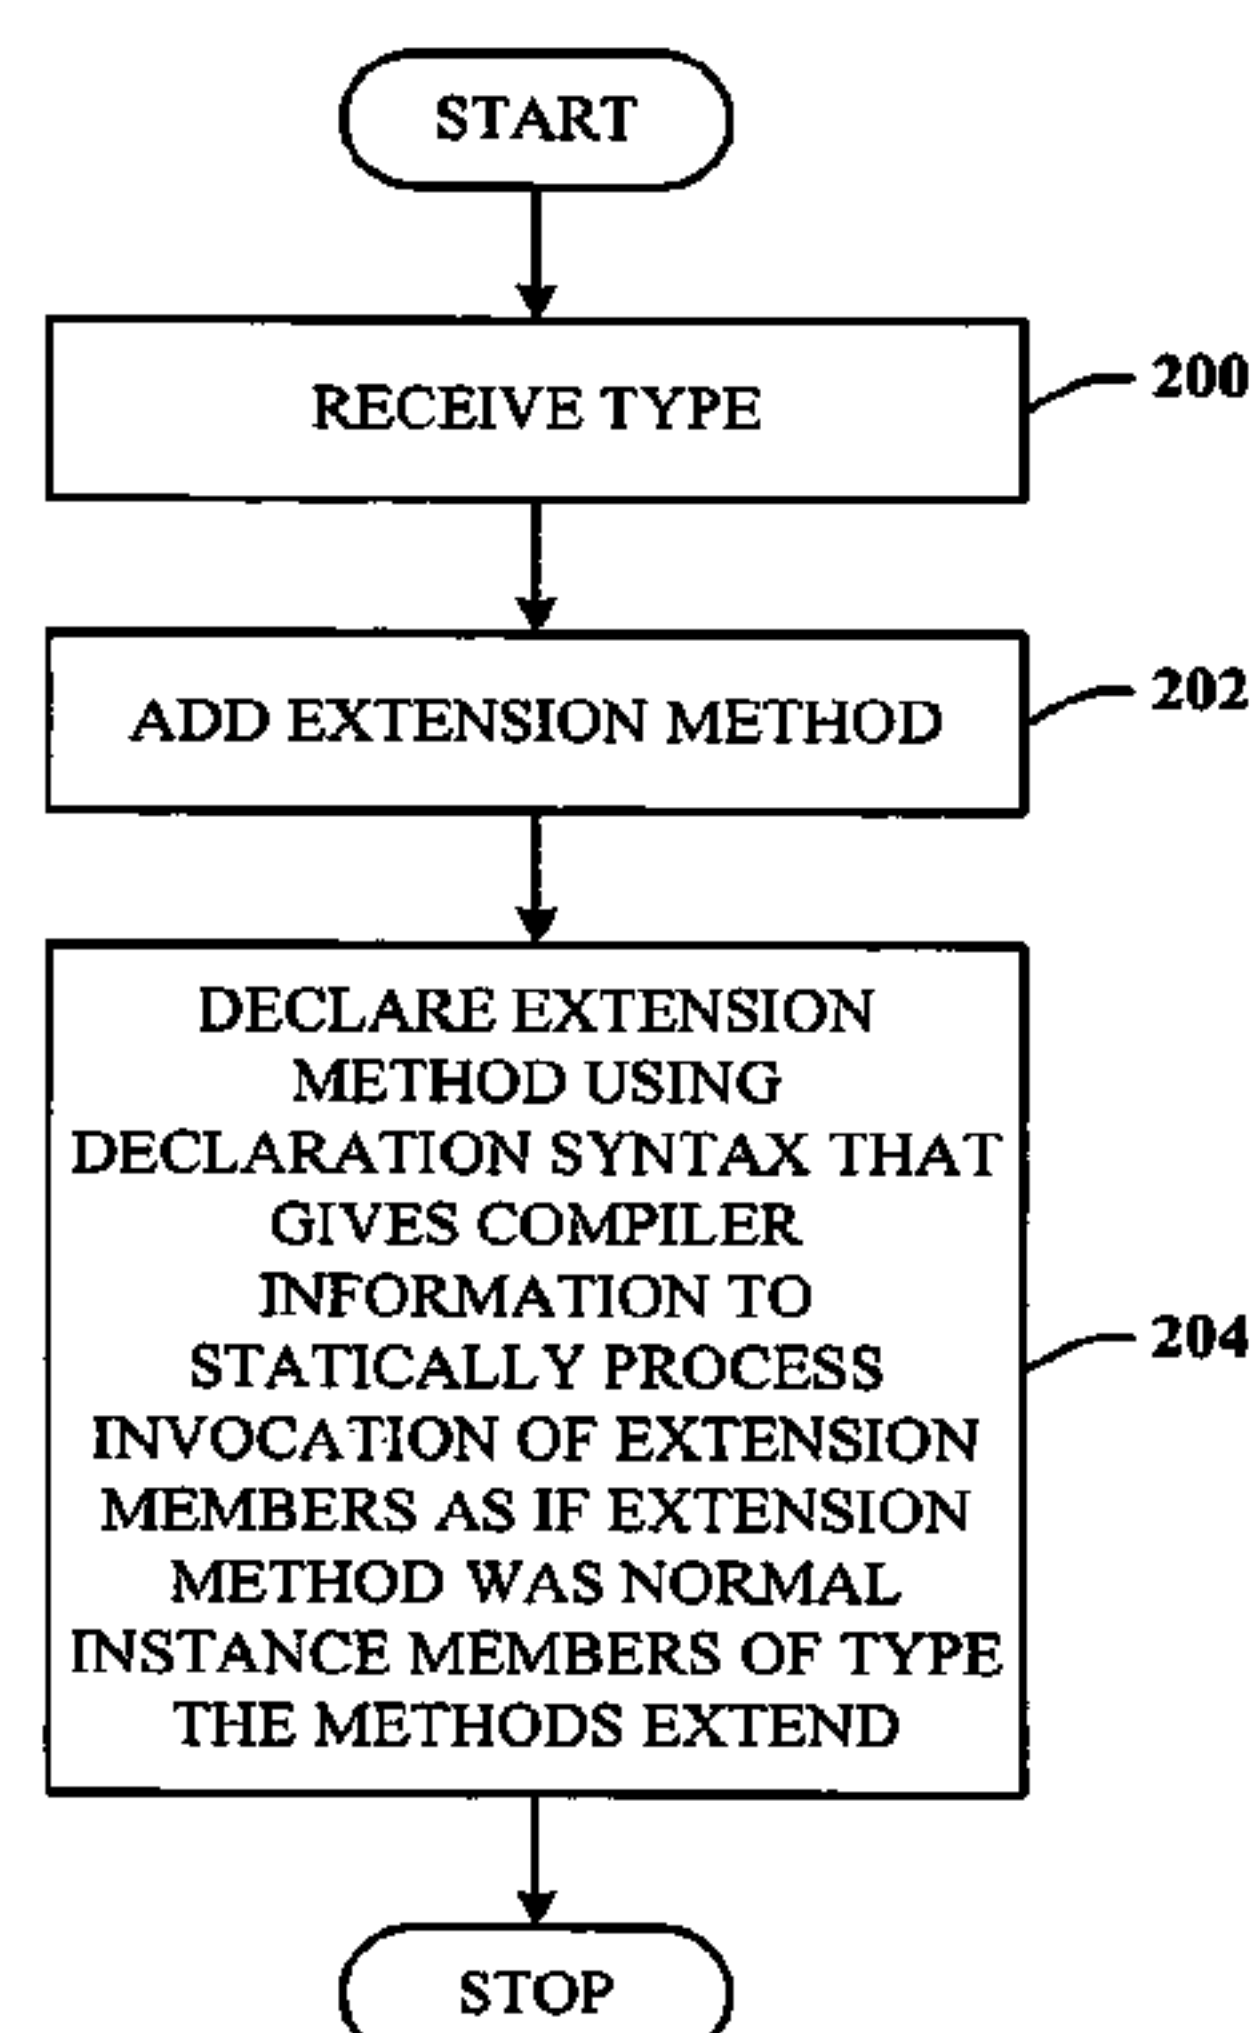 START
RECEIVE TYPE
200
ADD EXTENSION METHOD
202
DECLARE EXTENSION
METHOD USING
DECLARATION SYNTAX THAT
GIVES COMPILER
INFORMATION TO
STATICALLY PROCESS
INVOCATION OF EXTENSION
MEMBERS AS IF EXTENSION
METHOD WAS NORMAL
INSTANCE MEMBERS OF TYPE
THE METHODS EXTEND
204
STOP